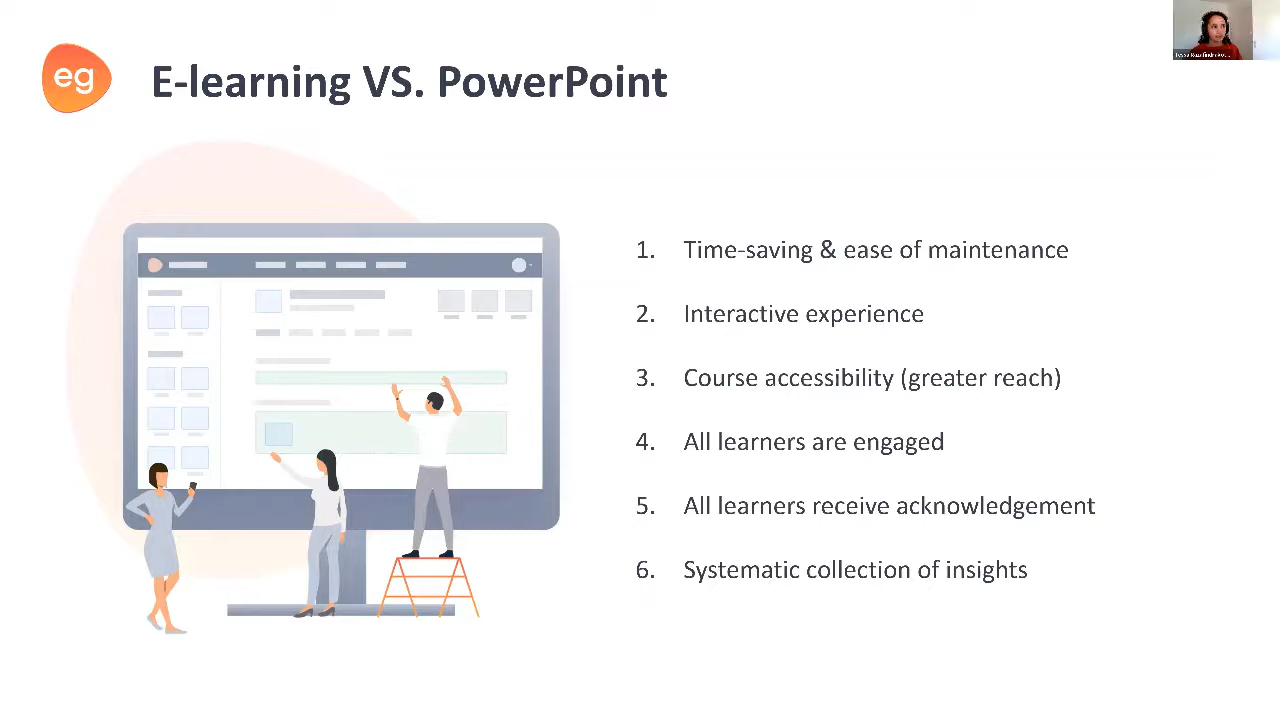 eg
E-learning VS. PowerPoint
1. Time-saving & ease of maintenance
2. Interactive experience
3. Course accessibility (greater reach)
4. All learners are engaged
5. All learners receive acknowledgement
6. Systematic collection of insights